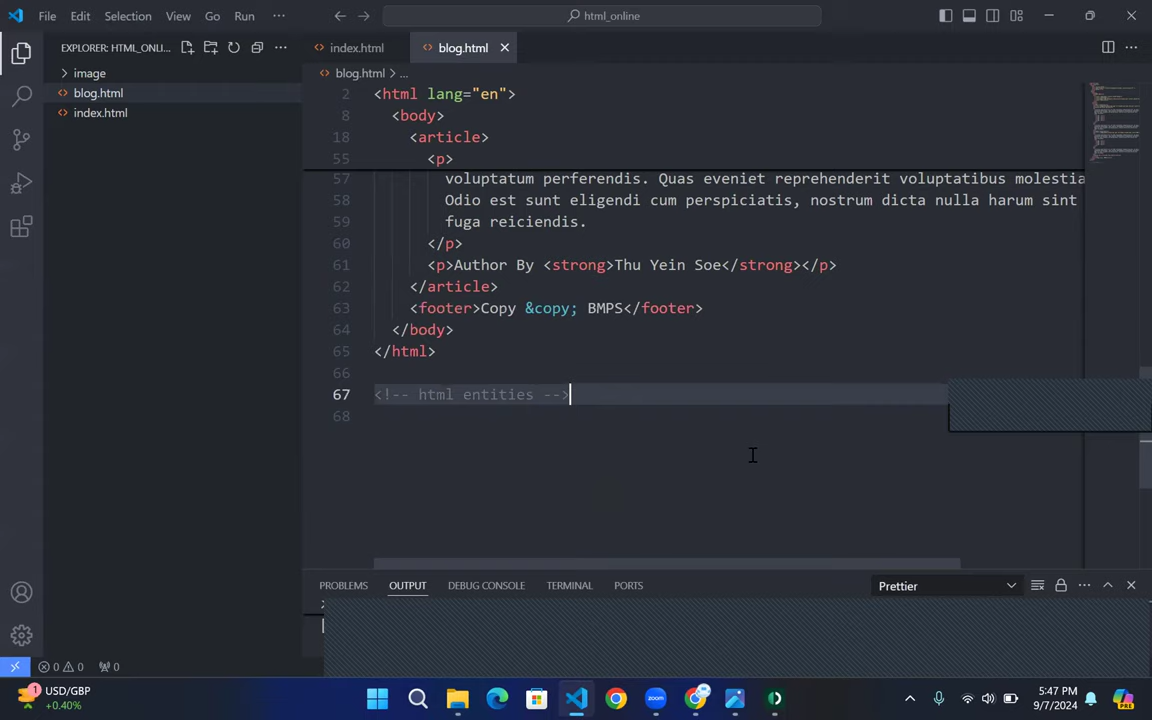 File Edit Selection View Go Run ··· html_online
EXPLORER: HTML_ONLI...
index.html blog.html
image
blog.html
index.html
blog.html > ...
2 <html lang="en">
8 <body>
18 <article>
55 <p>
57 voluptatum perferendis. Quas eveniet reprehenderit voluptatibus molestia
58 Odio est sunt eligendi cum perspiciatis, nostrum dicta nulla harum sint
59 fuga reiciendis.
60 </p>
61 <p>Author By <strong>Thu Yein Soe</strong></p>
62 </article>
63 <footer>Copy &copy; BMPS</footer>
64 </body>
65 </html>
66
67 <!-- html entities -->
68
PROBLEMS OUTPUT DEBUG CONSOLE TERMINAL PORTS Prettier
0 0 0
1 USD/GBP
+0.40%
5:47 PM
9/7/2024
PRE